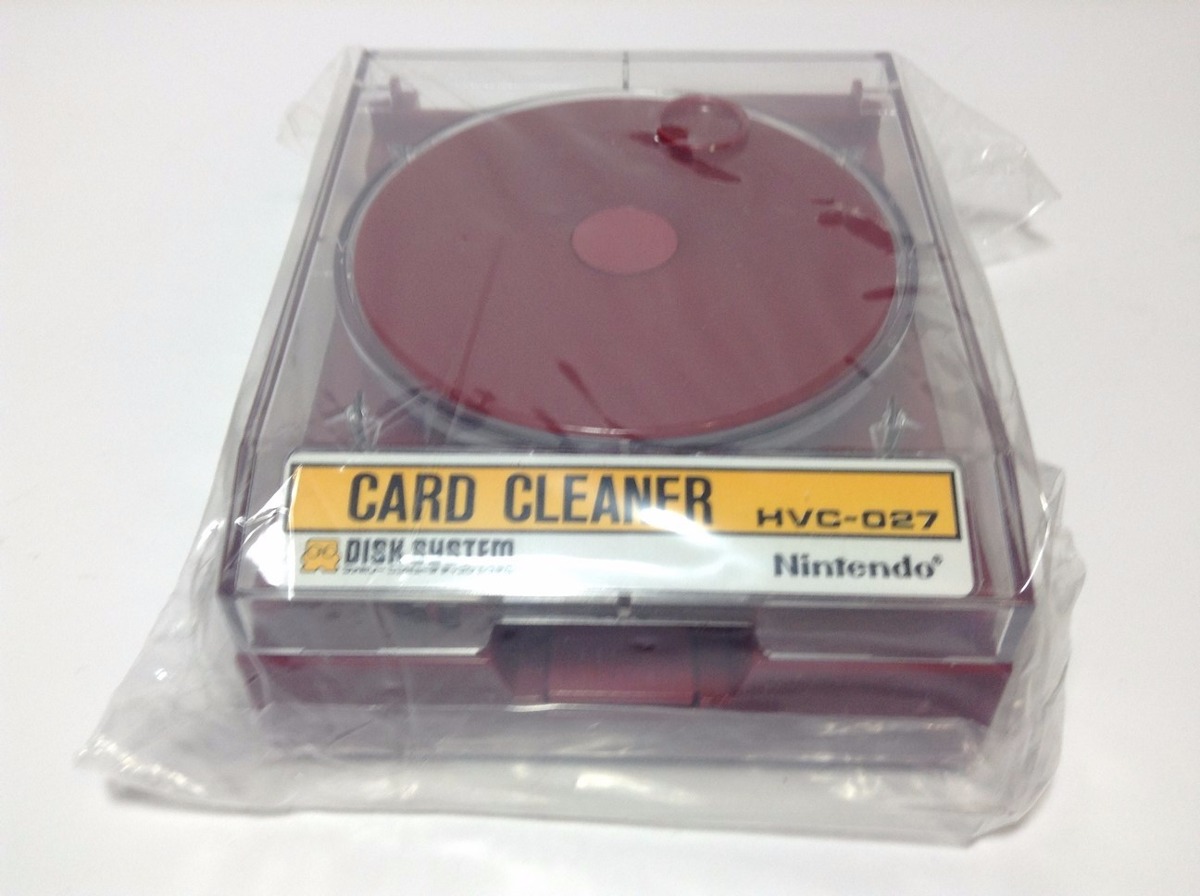 CARD CLEANER HVC-027
DISK SYSTEM
Nintendo®